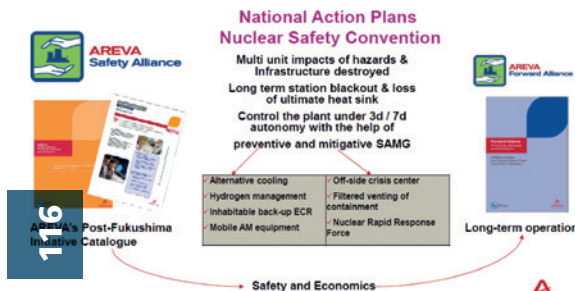 National Action Plans
Nuclear Safety Convention
AREVA
Safety Alliance
Multi unit impacts of hazards &
Infrastructure destroyed
Long term station blackout & loss
of ultimate heat sink
Control the plant under 3d / 7d
autonomy with the help of
preventive and mitigative SAMG
AREVA
Forward Alliance
✓Alternative cooling
✓Hydrogen management
✓Inhabitable back-up ECR
✓Mobile AM equipment
✓Off-side crisis center
✓Filtered venting of
containment
✓Nuclear Rapid Response
Force
116
AREVA's Post-Fukushima
Initiative Catalogue
Long-term operation
Safety and Economics